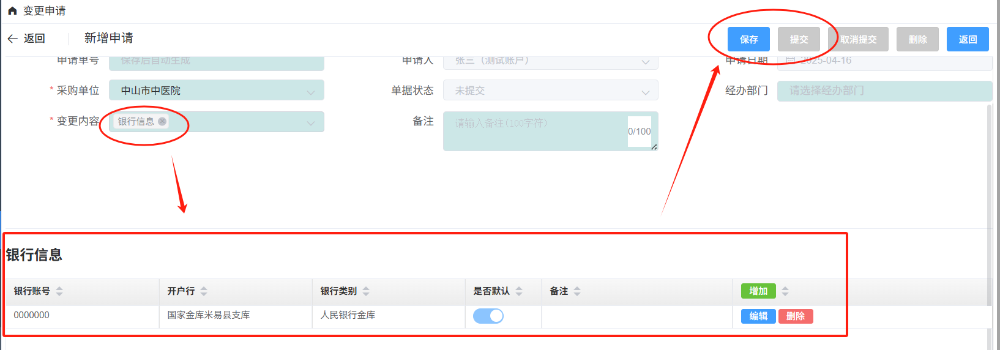 变更申请
返回 新增申请 保存 提交 取消提交 删除 返回
申请单号 保存后自动生成 申请人 张三（测试账户） 申请日期 2025-04-16
* 采购单位 中山市中医院 单据状态 未提交 经办部门 请选择经办部门
* 变更内容 银行信息 备注 请输入备注(100字符) 0/100
银行信息
银行账号 开户行 银行类别 是否默认 备注 增加
0000000 国家金库米易县支库 人民银行金库 编辑 删除